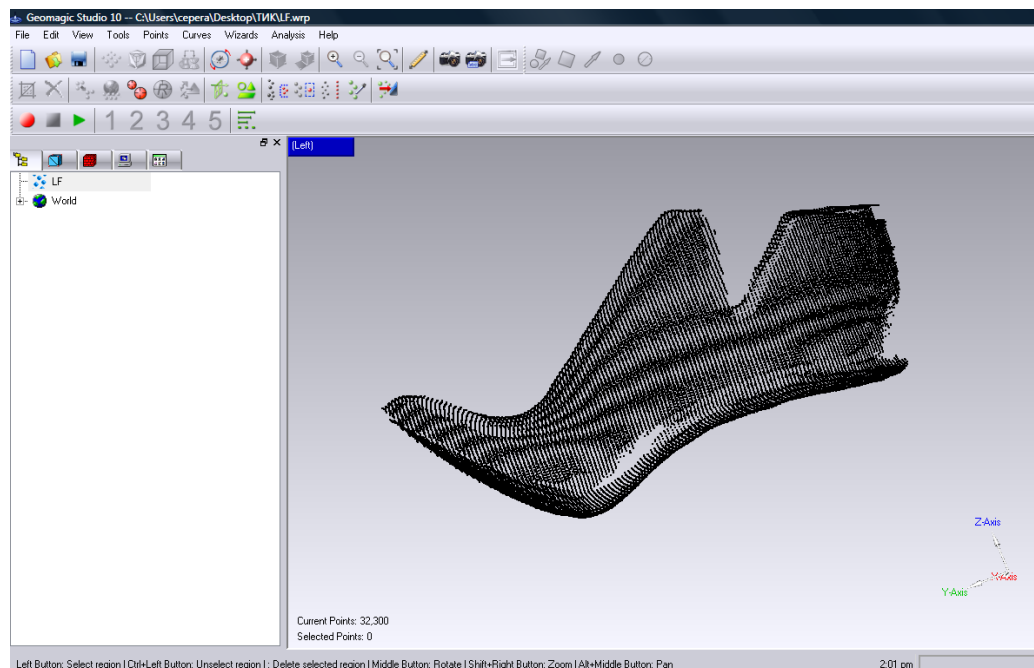 Geomagic Studio 10 -- C:\Users\cepera\Desktop\ТИК\LF.wrp
File Edit View Tools Points Curves Wizards Analysis Help
1 2 3 4 5
(Left)
LF
World
Z-Axis
X-Axis
Y-Axis
Current Points: 32,300
Selected Points: 0
Left Button: Select region | Ctrl+Left Button: Unselect region | : Delete selected region | Middle Button: Rotate | Shift+Right Button: Zoom | Alt+Middle Button: Pan
2:01 pm